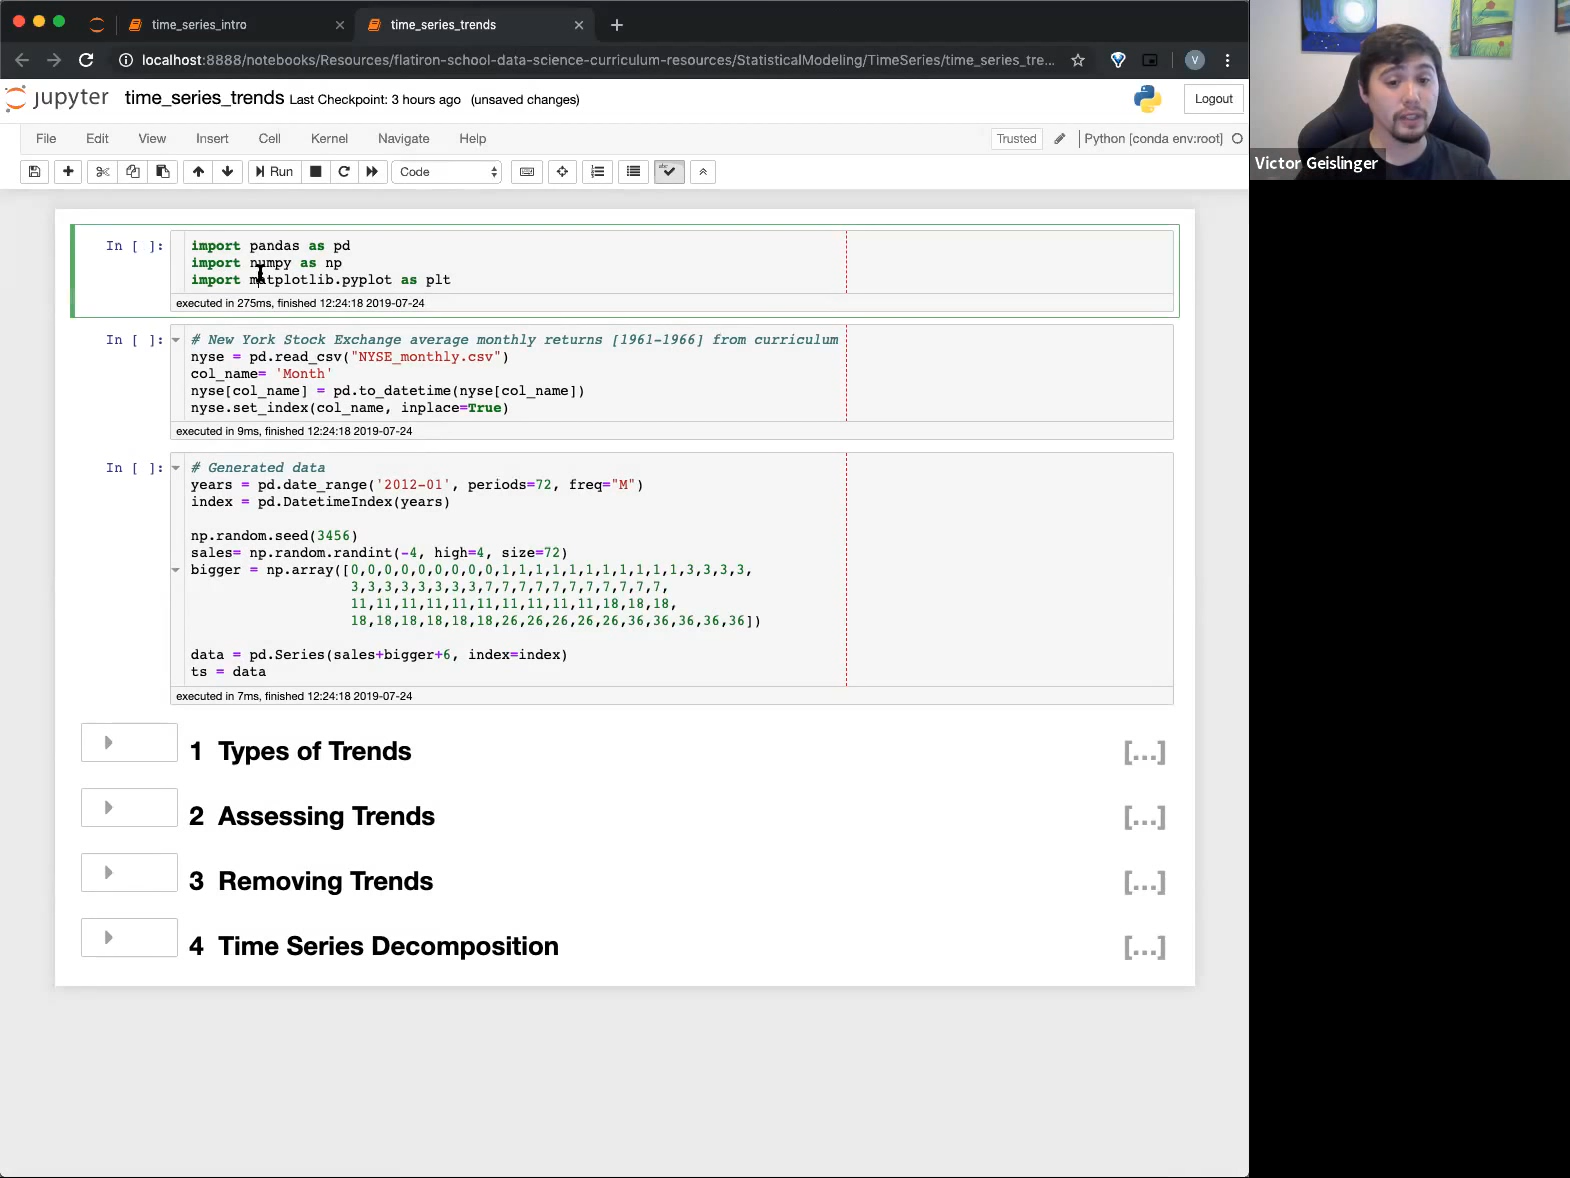 time_series_intro
time_series_trends
localhost:8888/notebooks/Resources/flatiron-school-data-science-curriculum-resources/StatisticalModeling/TimeSeries/time_series_tre...
V
jupyter time_series_trends Last Checkpoint: 3 hours ago (unsaved changes)
Logout
File Edit View Insert Cell Kernel Navigate Help
Trusted Python [conda env:root]
Run Code
In [ ]:
import pandas as pd
import numpy as np
import matplotlib.pyplot as plt
executed in 275ms, finished 12:24:18 2019-07-24
In [ ]:
# New York Stock Exchange average monthly returns [1961-1966] from curriculum
nyse = pd.read_csv("NYSE_monthly.csv")
col_name= 'Month'
nyse[col_name] = pd.to_datetime(nyse[col_name])
nyse.set_index(col_name, inplace=True)
executed in 9ms, finished 12:24:18 2019-07-24
In [ ]:
# Generated data
years = pd.date_range('2012-01', periods=72, freq="M")
index = pd.DatetimeIndex(years)
np.random.seed(3456)
sales= np.random.randint(-4, high=4, size=72)
bigger = np.array([0,0,0,0,0,0,0,0,0,1,1,1,1,1,1,1,1,1,1,1,3,3,3,3,
3,3,3,3,3,3,3,3,7,7,7,7,7,7,7,7,7,7,7,
11,11,11,11,11,11,11,11,11,11,18,18,18,
18,18,18,18,18,18,26,26,26,26,26,36,36,36,36,36])
data = pd.Series(sales+bigger+6, index=index)
ts = data
executed in 7ms, finished 12:24:18 2019-07-24
1 Types of Trends [...]
2 Assessing Trends [...]
3 Removing Trends [...]
4 Time Series Decomposition [...]
Victor Geislinger